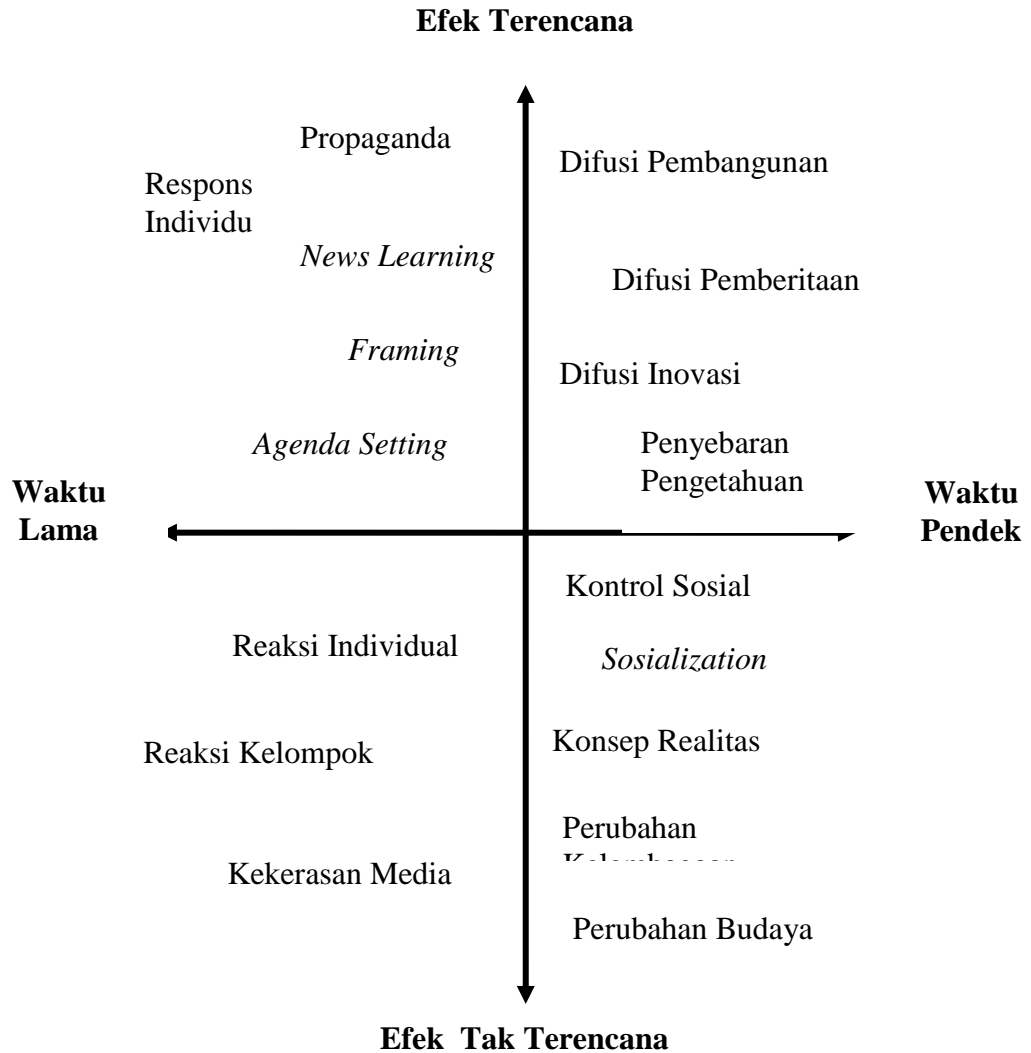 Efek Terencana
Propaganda
Difusi Pembangunan
Respons
Individu
News Learning
Difusi Pemberitaan
Framing
Difusi Inovasi
Agenda Setting
Penyebaran
Pengetahuan
Waktu
Lama
Waktu
Pendek
Kontrol Sosial
Reaksi Individual
Sosialization
Konsep Realitas
Reaksi Kelompok
Perubahan
Kekerasan Media
Perubahan Budaya
Efek Tak Terencana